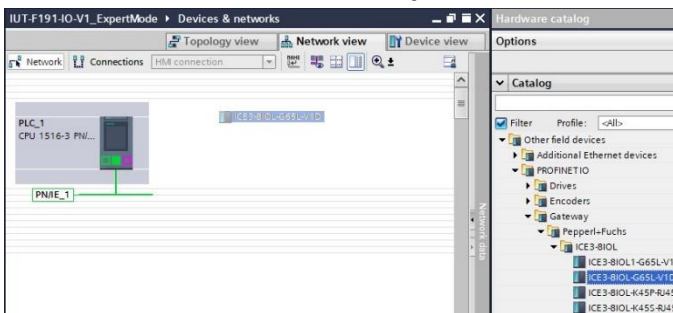 IUT-F191-IO-V1_ExpertMode ▸ Devices & networks
Hardware catalog
Topology view
Network view
Device view
Options
Network
Connections
HMI connection
Catalog
PLC_1
CPU 1516-3 PN/...
ICE3-8IOL-G65L-V1D
PN/IE_1
Network data
Filter
Profile:
<All>
Other field devices
Additional Ethernet devices
PROFINET IO
Drives
Encoders
Gateway
Pepperl+Fuchs
ICE3-8IOL
ICE3-8IOL1-G65L-V1
ICE3-8IOL-G65L-V1D
ICE3-8IOL-K45P-RJ45
ICE3-8IOL-K45S-RJ45